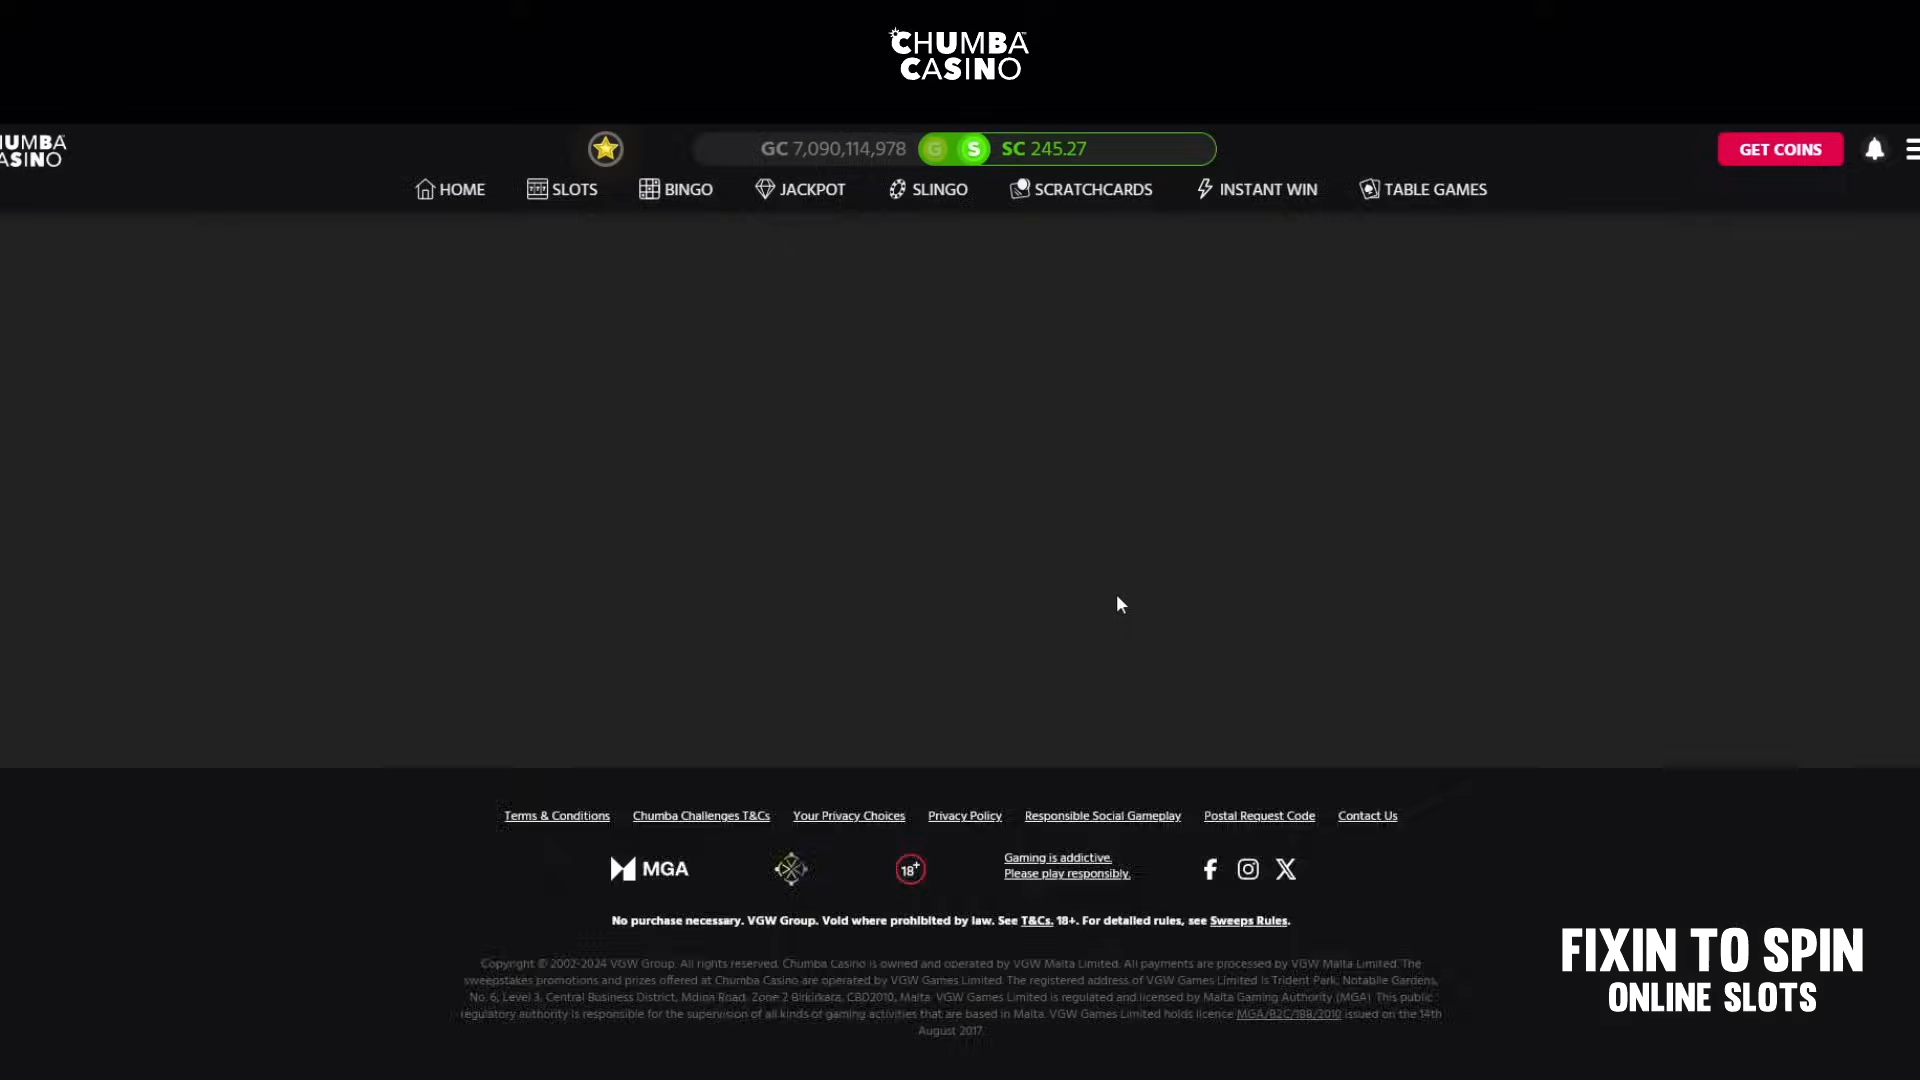 CHUMBA
CASINO
HUMBA
ASINO
GC 7,090,114,978 G S SC 245.27
GET COINS
HOME SLOTS BINGO JACKPOT SLINGO SCRATCHCARDS INSTANT WIN TABLE GAMES
Terms & Conditions Chumba Challenges T&Cs Your Privacy Choices Privacy Policy Responsible Social Gameplay Postal Request Code Contact Us
MGA
18+
Gaming is addictive.
Please play responsibly.
No purchase necessary. VGW Group. Void where prohibited by law. See T&Cs. 18+. For detailed rules, see Sweeps Rules.
Copyright © 2002-2024 VGW Group. All rights reserved. Chumba Casino is owned and operated by VGW Malta Limited. All payments are processed by VGW Malta Limited. The
sweepstakes promotions and prizes offered at Chumba Casino are operated by VGW Games Limited. The registered address of VGW Games Limited is Trident Park, Notabile Gardens,
No. 6, Level 3, Central Business District, Mdina Road, Zone 2 Birkirkara, CBD2010, Malta. VGW Games Limited is regulated and licensed by Malta Gaming Authority (MGA). This public
regulatory authority is responsible for the supervision of all kinds of gaming activities that are based in Malta. VGW Games Limited holds licence MGA/B2C/188/2010 issued on the 14th
August 2017.
FIXIN TO SPIN
ONLINE SLOTS